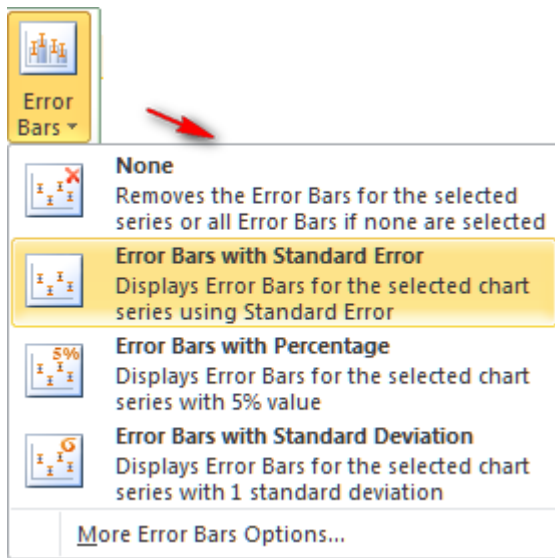 Error
Bars
None
Removes the Error Bars for the selected
series or all Error Bars if none are selected
Error Bars with Standard Error
Displays Error Bars for the selected chart
series using Standard Error
5%
Error Bars with Percentage
Displays Error Bars for the selected chart
series with 5% value
σ
Error Bars with Standard Deviation
Displays Error Bars for the selected chart
series with 1 standard deviation
More Error Bars Options...